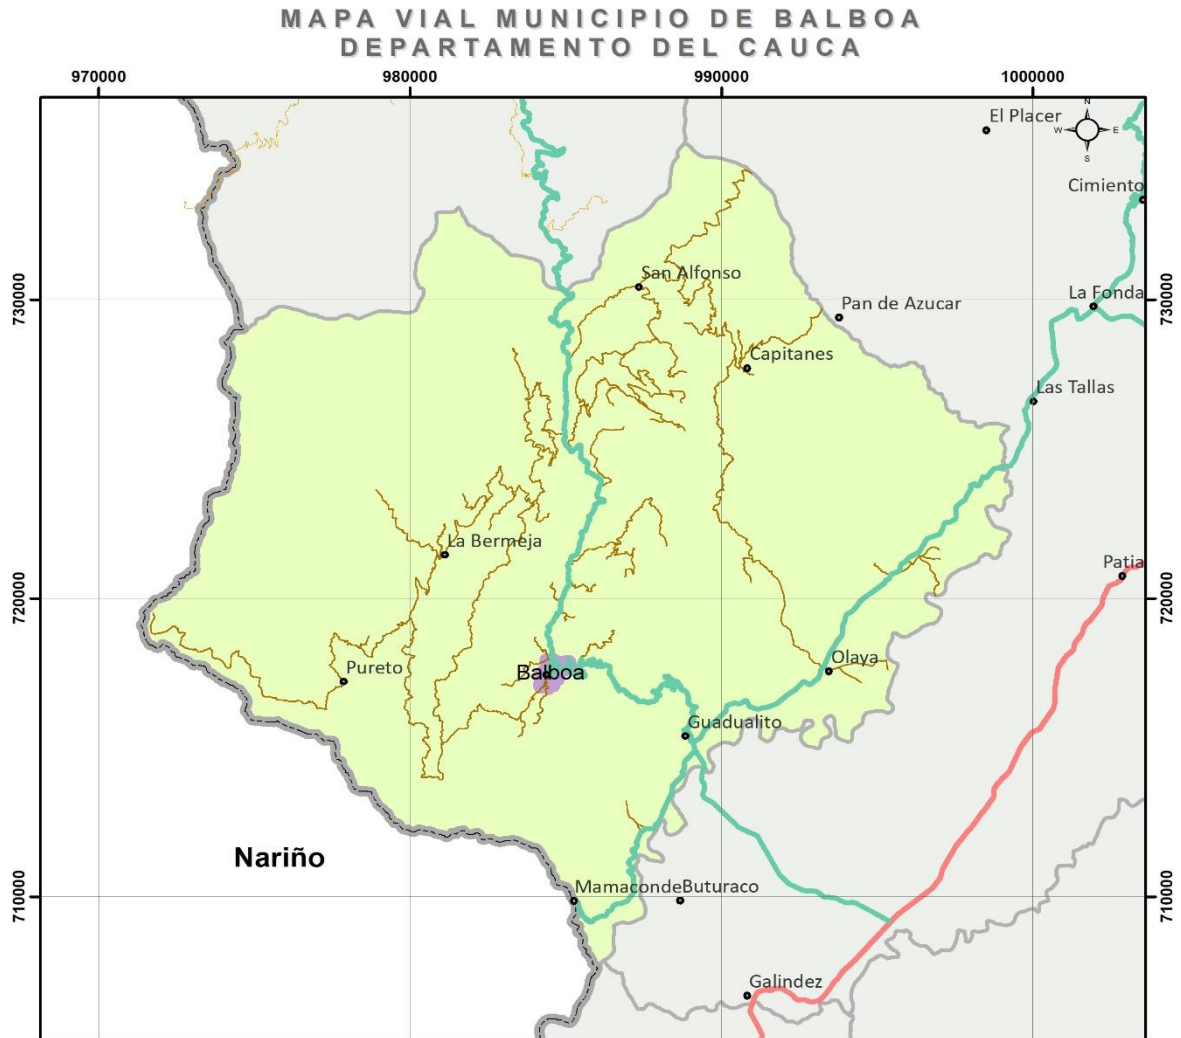 MAPA VIAL MUNICIPIO DE BALBOA
DEPARTAMENTO DEL CAUCA
970000 980000 990000 1000000
N
W E
S
El Placer
Cimiento
San Alfonso
730000
La Fonda
730000
Pan de Azucar
Capitanes
Las Tallas
La Bermeja
Patia
720000
720000
Pureto
Balboa
Olaya
Guadualito
Nariño
710000
Mamaconde
Buturaco
710000
Galindez